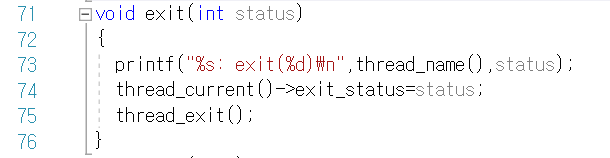 71 void exit(int status)
72 {
73 printf("%s: exit(%d)₩n",thread_name(),status);
74 thread_current()->exit_status=status;
75 thread_exit();
76 }